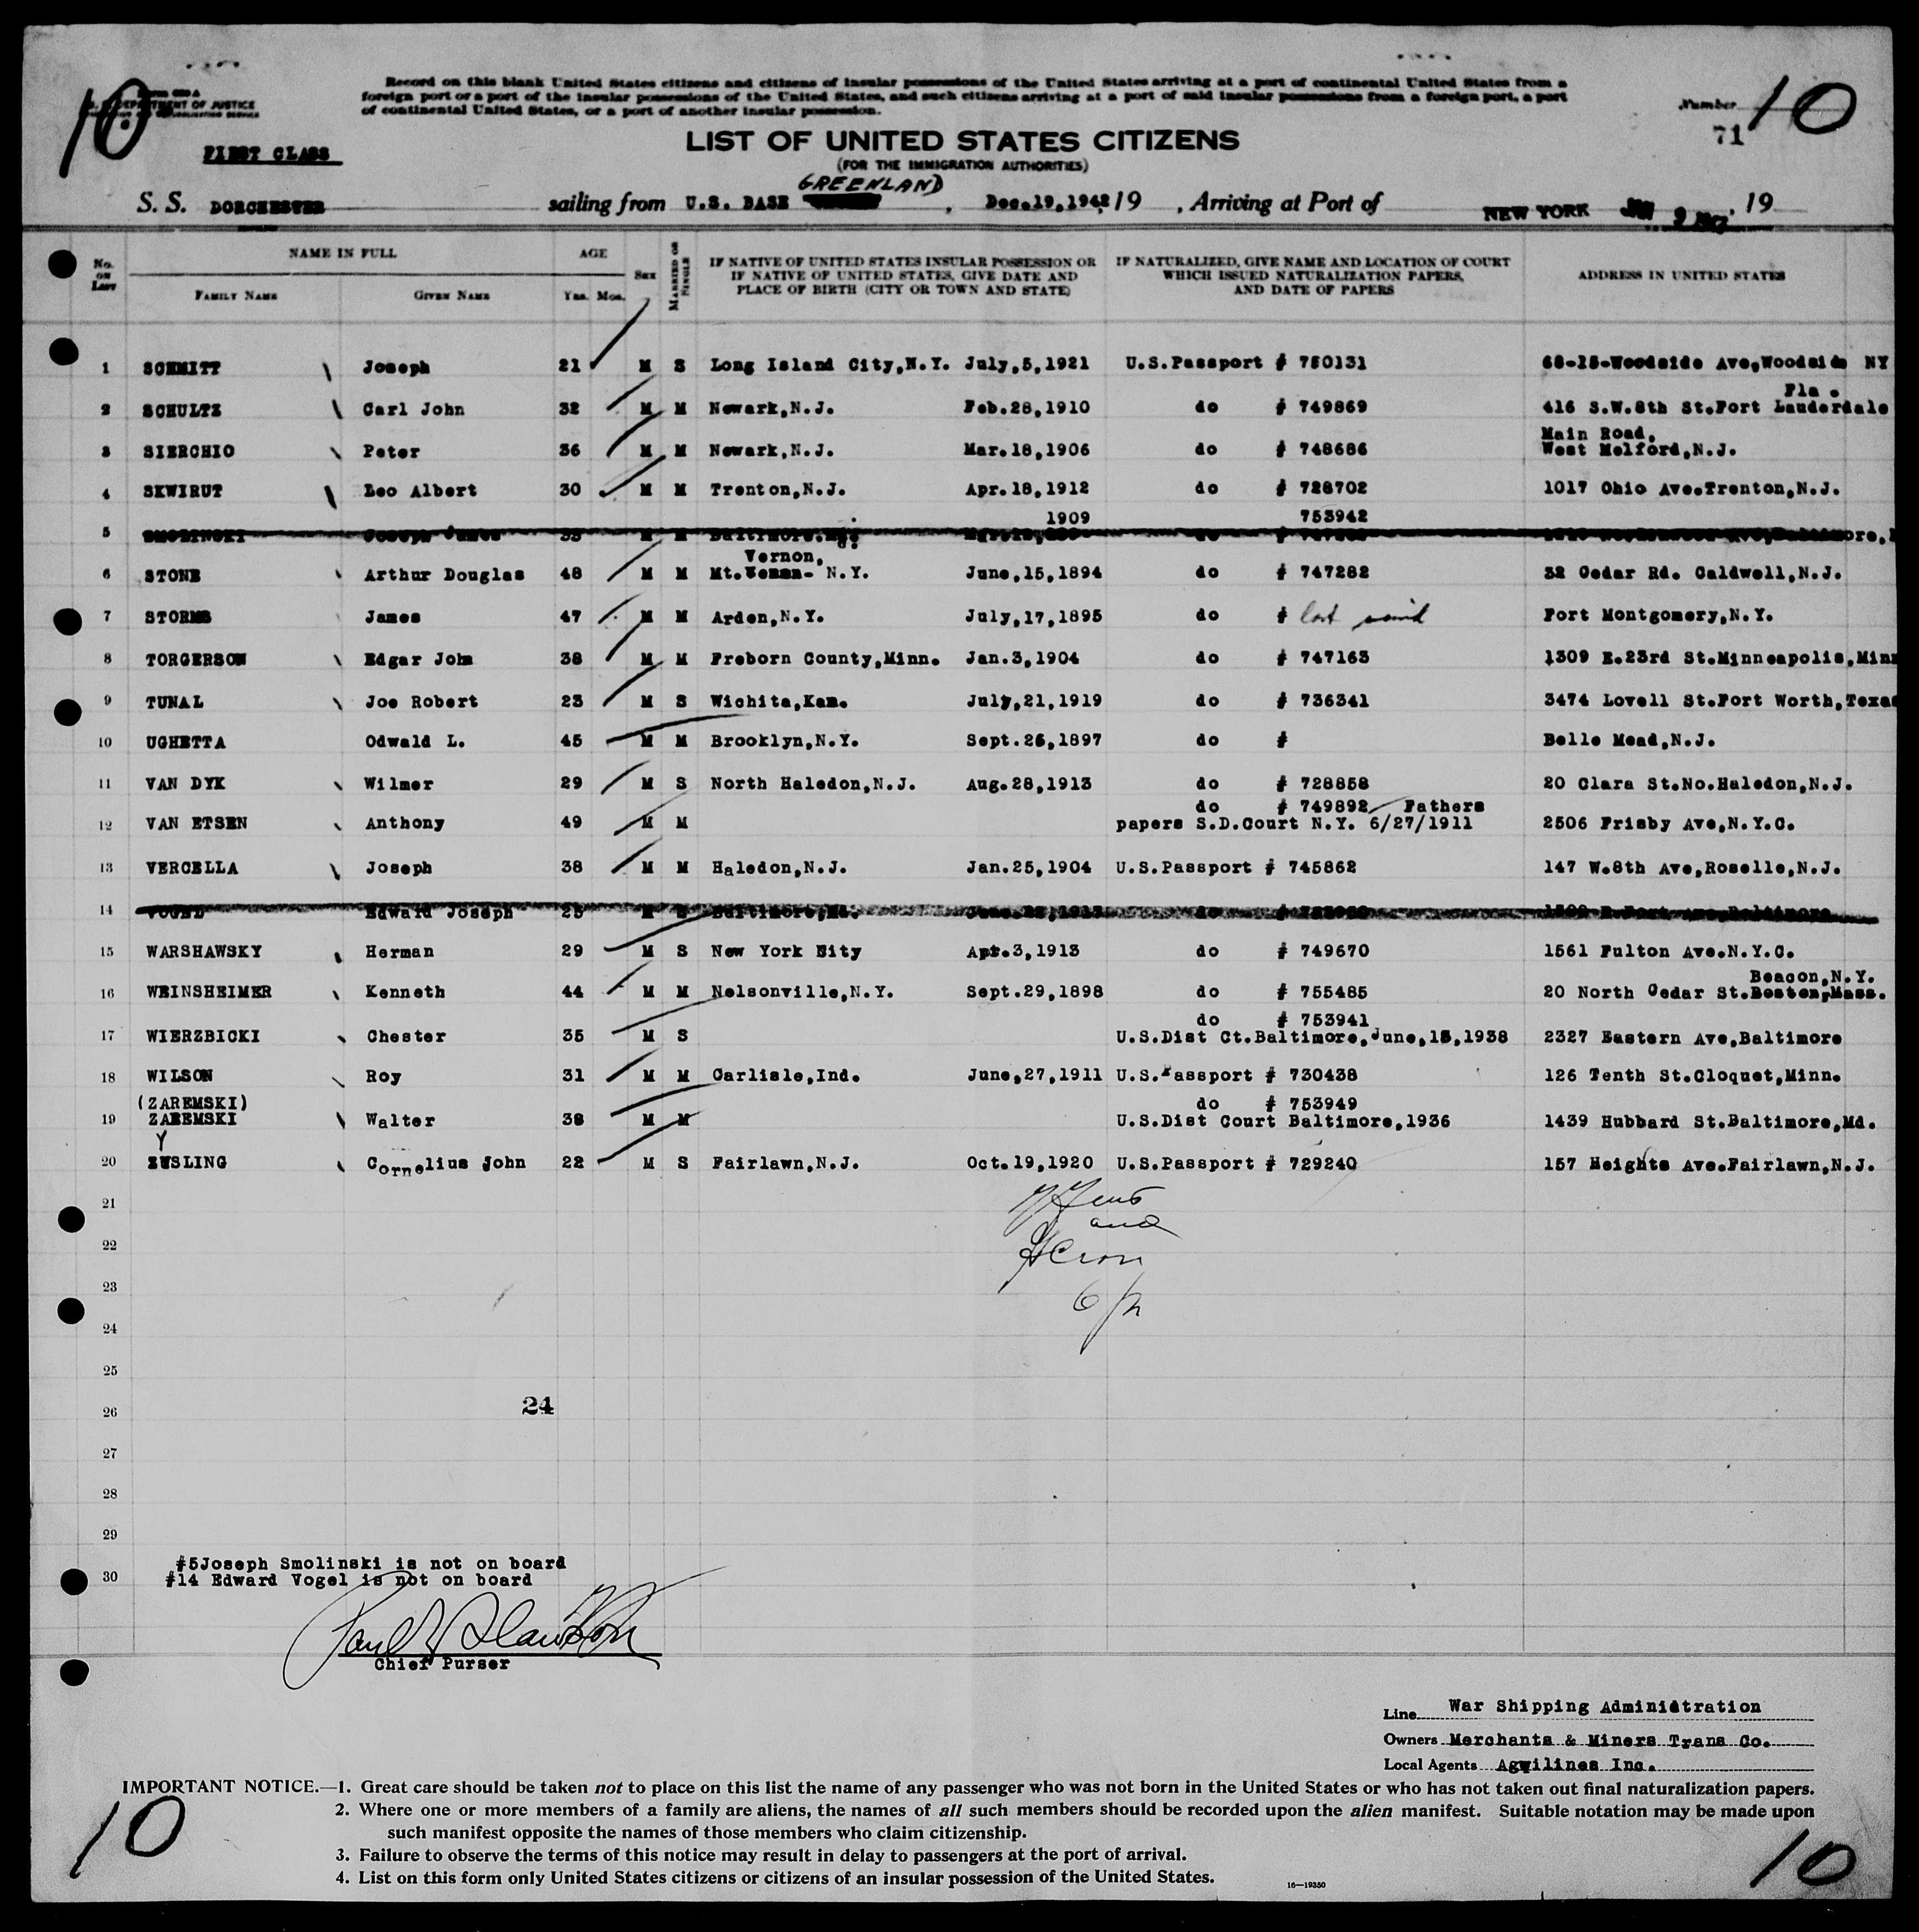 10
U.S. DEPARTMENT OF JUSTICE
Record on this blank United States citizens and citizens of insular possessions of the United States arriving at a port of continental United States from a
foreign port or a port of the insular possessions of the United States, and such citizens arriving at a port of said insular possessions from a foreign port, a port
of continental United States, or a port of another insular possession.
Number 10
71
FIRST CLASS
LIST OF UNITED STATES CITIZENS
(FOR THE IMMIGRATION AUTHORITIES)
GREENLAND
S. S. DORCHESTER sailing from U.S. BASE , Dec.19,1942 19 , Arriving at Port of NEW YORK , 19
No. on List NAME IN FULL AGE Sex MARRIED OR SINGLE IF NATIVE OF UNITED STATES INSULAR POSSESSION OR IF NATIVE OF UNITED STATES, GIVE DATE AND PLACE OF BIRTH (CITY OR TOWN AND STATE) IF NATURALIZED, GIVE NAME AND LOCATION OF COURT WHICH ISSUED NATURALIZATION PAPERS, AND DATE OF PAPERS ADDRESS IN UNITED STATES
FAMILY NAME GIVEN NAME Yrs. Mos.
1 SCHMITT Joseph 21 M S Long Island City,N.Y. July,5,1921 U.S.Passport # 750131 68-15-Woodside Ave,Woodside NY
Fla.
2 SCHULTZ Carl John 32 M M Newark,N.J. Feb.28,1910 do # 749869 416 S.W.8th St.Fort Lauderdale
Main Road,
3 SIERCHIO Peter 36 M M Newark,N.J. Mar.18,1906 do # 748686 West Melford,N.J.
4 SKWIRUT Leo Albert 30 M M Trenton,N.J. Apr.18,1912 do # 728702 1017 Ohio Ave.Trenton,N.J.
1909 753942
5 SMOLINSKI Joseph James 33 M M Baltimore,Md. do #
Vernon,
6 STONE Arthur Douglas 48 M M Mt. N.Y. June,15,1894 do # 747282 32 Cedar Rd. Caldwell,N.J.
7 STORMS James 47 M M Arden,N.Y. July,17,1895 do # lost Fort Montgomery,N.Y.
8 TORGERSON Edgar John 38 M M Freborn County,Minn. Jan.3,1904 do # 747163 1309 E.23rd St.Minneapolis,Minn
9 TUNAL Joe Robert 23 M S Wichita,Kan. July,21,1919 do # 736341 3474 Lovell St.Fort Worth,Texas
10 UGHETTA Odwald L. 45 M M Brooklyn,N.Y. Sept.26,1897 do # Belle Mead,N.J.
11 VAN DYK Wilmer 29 M S North Haledon,N.J. Aug.28,1913 do # 728858 20 Clara St.No.Haledon,N.J.
do # 749892 Fathers
12 VAN ETSEN Anthony 49 M M papers S.D.Court N.Y. 6/27/1911 2506 Frisby Ave,N.Y.C.
13 VERCELLA Joseph 38 M M Haledon,N.J. Jan.25,1904 U.S.Passport # 745862 147 W.8th Ave,Roselle,N.J.
14 Edward Joseph 25 M S Baltimore,Md. do #
15 WARSHAWSKY Herman 29 M S New York Eity Apr.3,1913 do # 749670 1561 Fulton Ave.N.Y.C.
Beacon,N.Y.
16 WEINSHEIMER Kenneth 44 M M Nelsonville,N.Y. Sept.29,1898 do # 755485 20 North Cedar St.Boston,Mass.
do # 753941
17 WIERZBICKI Chester 35 M S U.S.Dist Ct.Baltimore,June,15,1938 2327 Eastern Ave,Baltimore
18 WILSON Roy 31 M M Carlisle,Ind. June,27,1911 U.S.Passport # 730438 126 Tenth St.Cloquet,Minn.
(ZAREMSKI) do # 753949
19 ZAREMSKI Walter 38 M M U.S.Dist Court Baltimore,1936 1439 Hubbard St.Baltimore,Md.
Y
20 ZUSLING Cornelius John 22 M S Fairlawn,N.J. Oct.19,1920 U.S.Passport # 729240 157 Heights Ave.Fairlawn,N.J.
21
and
22
23
24
25
24
26
27
28
29
#5Joseph Smolinski is not on board
30
#14 Edward Vogel is not on board
Chief Purser
Line War Shipping Administration
Owners Merchants & Miners Trans Co.
Local Agents Agwilines Inc.
IMPORTANT NOTICE.—1. Great care should be taken not to place on this list the name of any passenger who was not born in the United States or who has not taken out final naturalization papers.
2. Where one or more members of a family are aliens, the names of all such members should be recorded upon the alien manifest. Suitable notation may be made upon
such manifest opposite the names of those members who claim citizenship.
3. Failure to observe the terms of this notice may result in delay to passengers at the port of arrival.
4. List on this form only United States citizens or citizens of an insular possession of the United States.
16—19350
10
10